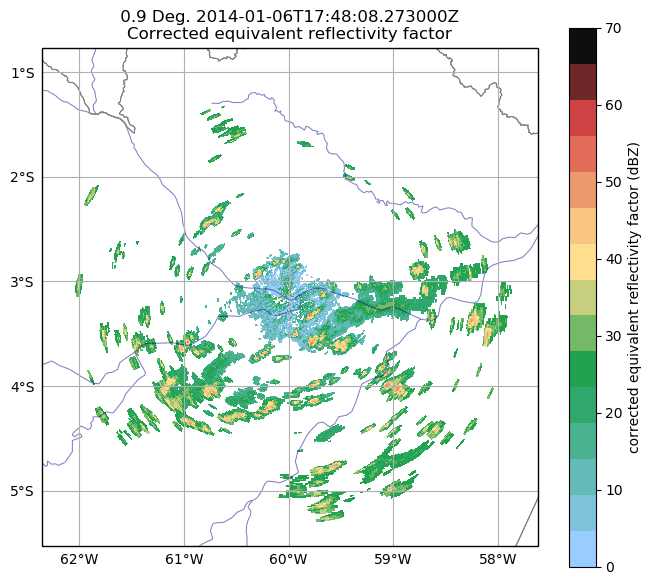 0.9 Deg. 2014-01-06T17:48:08.273000Z
Corrected equivalent reflectivity factor
1°S
2°S
3°S
4°S
5°S
62°W 61°W 60°W 59°W 58°W
70
60
50
40
30
20
10
0
corrected equivalent reflectivity factor (dBZ)